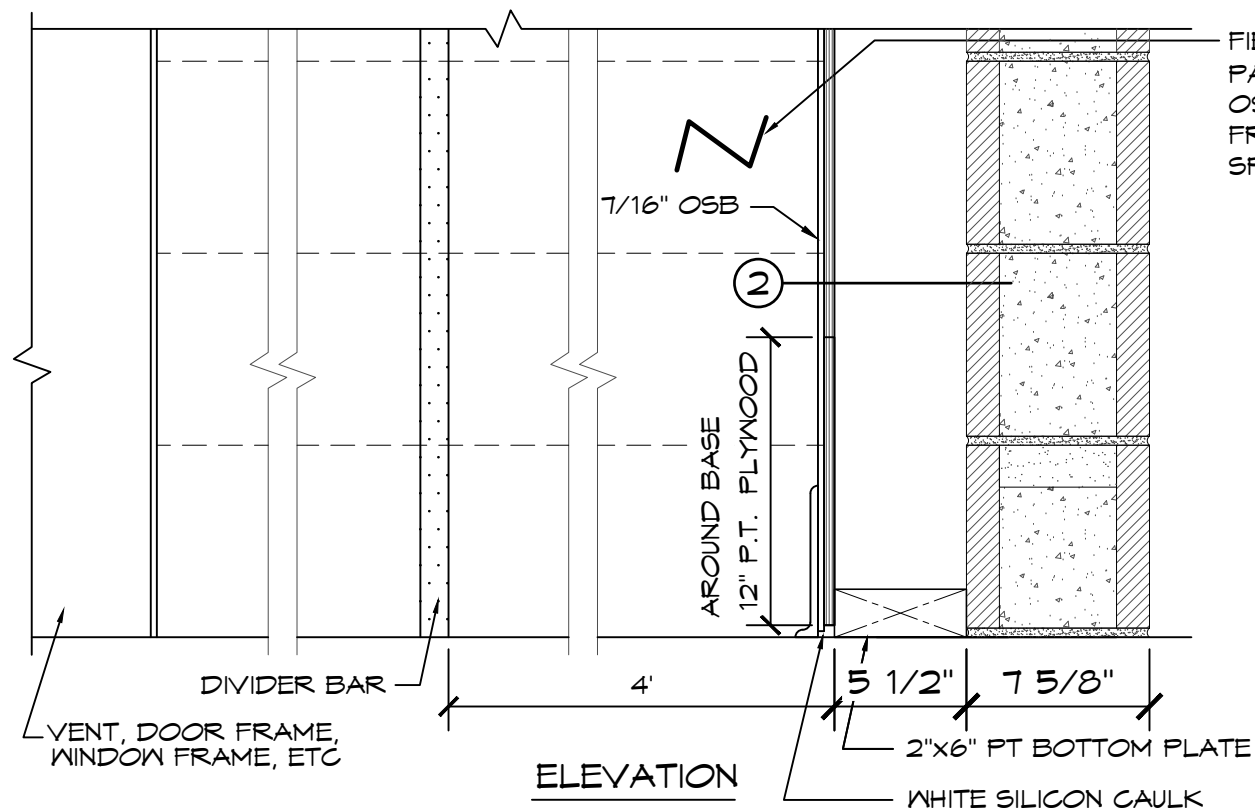 FIE
PA
OS
FR
SF
7/16" OSB
2
AROUND BASE
12" P.T. PLYWOOD
DIVIDER BAR
4'
5 1/2"
7 5/8"
VENT, DOOR FRAME,
WINDOW FRAME, ETC
2"x6" PT BOTTOM PLATE
ELEVATION
WHITE SILICON CAULK